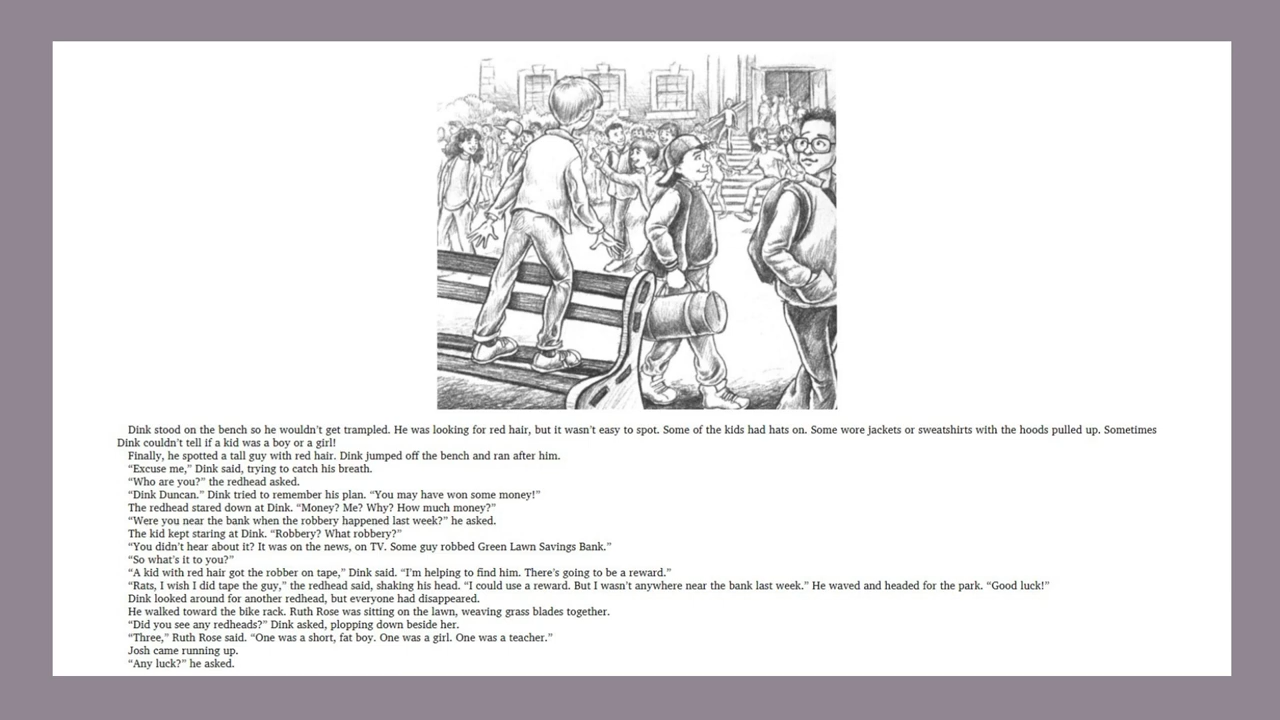 Dink stood on the bench so he wouldn’t get trampled. He was looking for red hair, but it wasn’t easy to spot. Some of the kids had hats on. Some wore jackets or sweatshirts with the hoods pulled up. Sometimes
Dink couldn’t tell if a kid was a boy or a girl!
Finally, he spotted a tall guy with red hair. Dink jumped off the bench and ran after him.
“Excuse me,” Dink said, trying to catch his breath.
“Who are you?” the redhead asked.
“Dink Duncan.” Dink tried to remember his plan. “You may have won some money!”
The redhead stared down at Dink. “Money? Me? Why? How much money?”
“Were you near the bank when the robbery happened last week?” he asked.
The kid kept staring at Dink. “Robbery? What robbery?”
“You didn’t hear about it? It was on the news, on TV. Some guy robbed Green Lawn Savings Bank.”
“So what’s it to you?”
“A kid with red hair got the robber on tape,” Dink said. “I’m helping to find him. There’s going to be a reward.”
“Rats, I wish I did tape the guy,” the redhead said, shaking his head. “I could use a reward. But I wasn’t anywhere near the bank last week.” He waved and headed for the park. “Good luck!”
Dink looked around for another redhead, but everyone had disappeared.
He walked toward the bike rack. Ruth Rose was sitting on the lawn, weaving grass blades together.
“Did you see any redheads?” Dink asked, plopping down beside her.
“Three,” Ruth Rose said. “One was a short, fat boy. One was a girl. One was a teacher.”
Josh came running up.
“Any luck?” he asked.